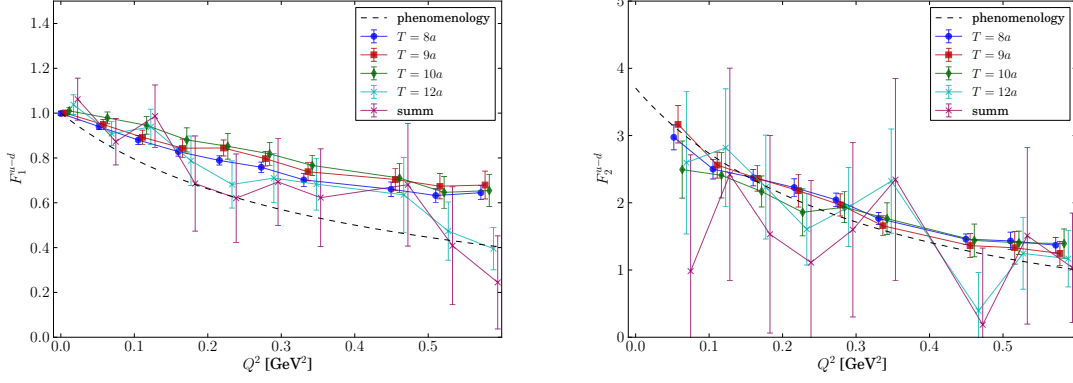 1.4
1.2
1.0
0.8
0.6
0.4
0.2
0.0
F_1^{u-d}
0.0 0.1 0.2 0.3 0.4 0.5
Q^2 [GeV^2]
phenomenology
T = 8a
T = 9a
T = 10a
T = 12a
summ
5
4
3
2
1
0
F_2^{u-d}
0.0 0.1 0.2 0.3 0.4 0.5
Q^2 [GeV^2]
phenomenology
T = 8a
T = 9a
T = 10a
T = 12a
summ